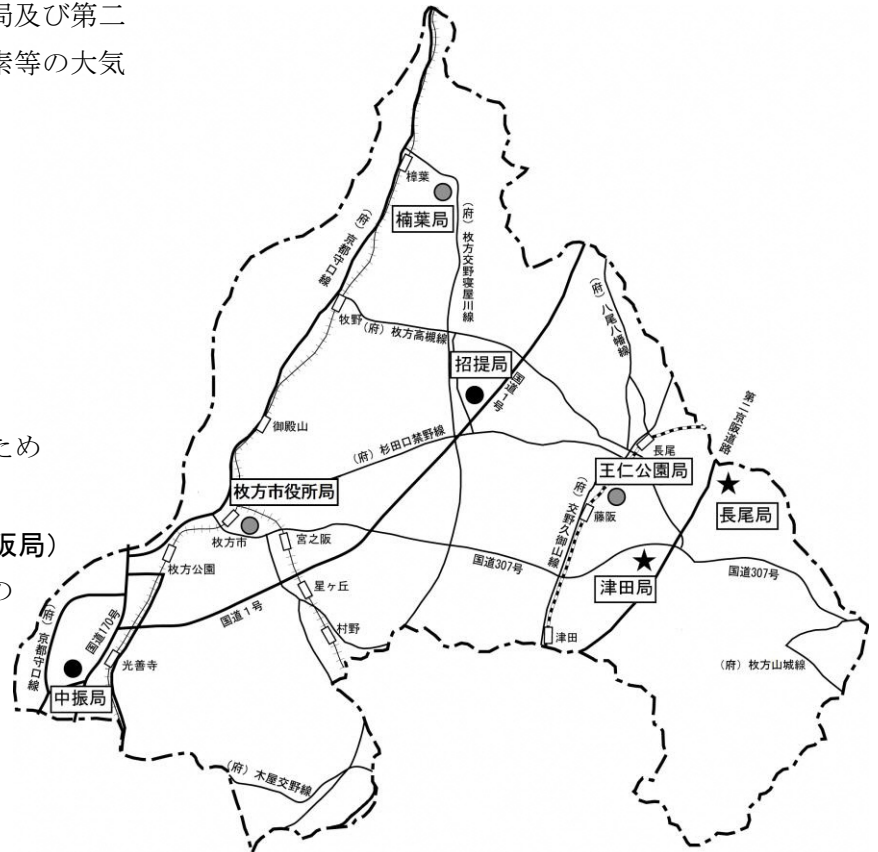 局及び第二
素等の大気
ため
阪局）
の
樟葉
楠葉局
（府）京都守口線
（府）枚方交野寝屋川線
牧野
（府）枚方高槻線
（府）八尾八幡線
招提局
国道1号
御殿山
（府）杉田口禁野線
第二京阪道路
長尾
王仁公園局
枚方市役所局
藤阪
長尾局
（府）交野久御山線
枚方市
宮之阪
枚方公園
国道307号
津田局
国道307号
星ヶ丘
国道1号
村野
津田
国道170号
（府）京都守口線
光善寺
（府）枚方山城線
中振局
（府）木屋交野線